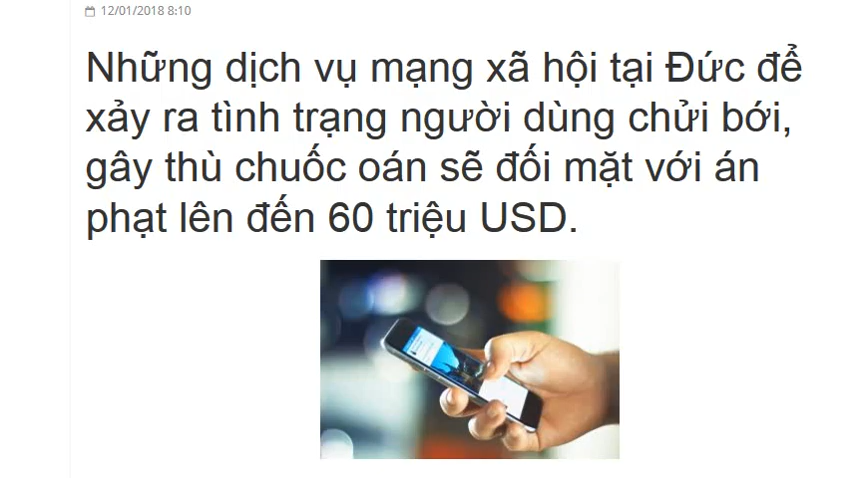 12/01/2018 8:10
Những dịch vụ mạng xã hội tại Đức để
xảy ra tình trạng người dùng chửi bới,
gây thù chuốc oán sẽ đối mặt với án
phạt lên đến 60 triệu USD.